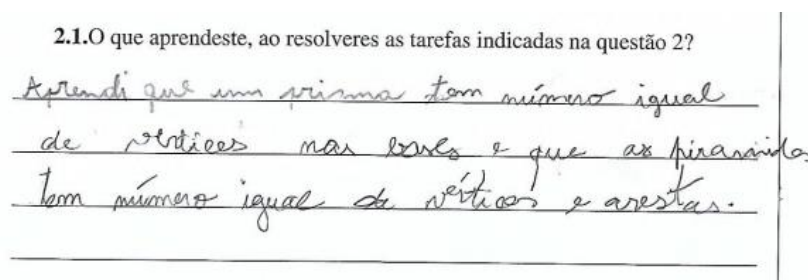 2.1.O que aprendeste, ao resolveres as tarefas indicadas na questão 2?
Aprendi que um prisma tem número igual
de vértices nas bases e que as piramides
tem número igual de vértices e arestas.